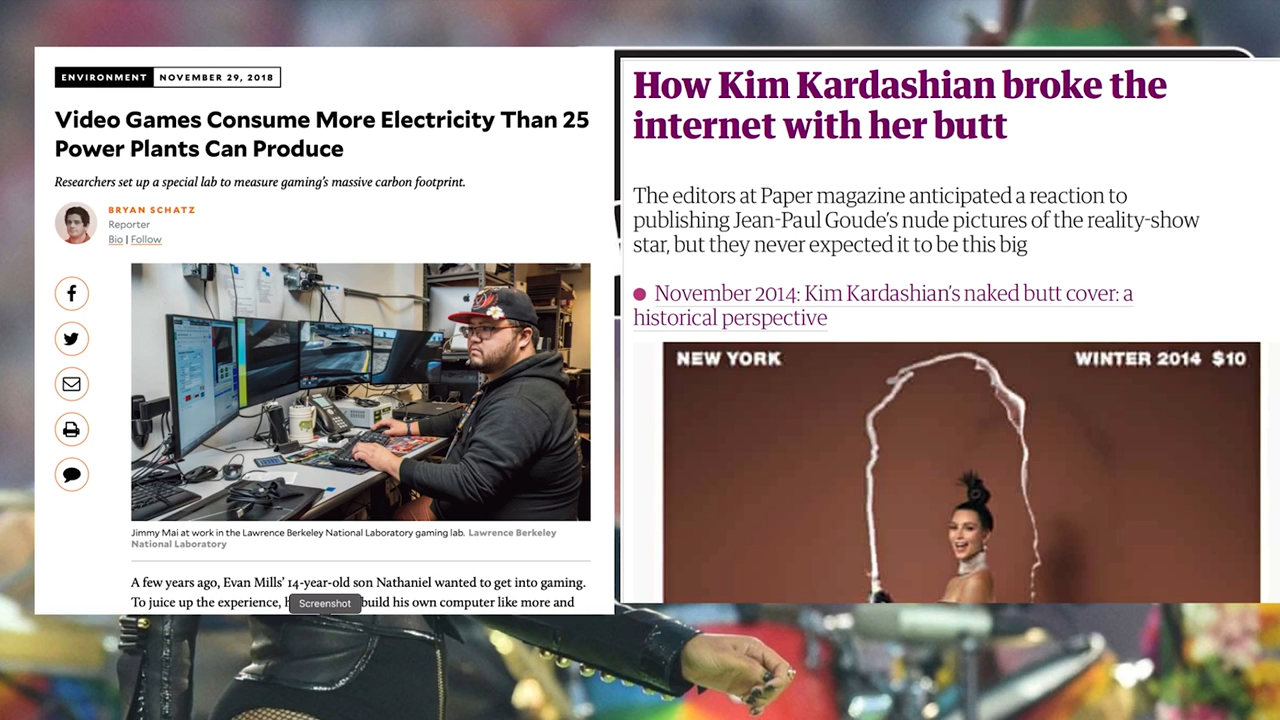 ENVIRONMENT NOVEMBER 29, 2018
Video Games Consume More Electricity Than 25
Power Plants Can Produce
Researchers set up a special lab to measure gaming's massive carbon footprint.
BRYAN SCHATZ
Reporter
Bio | Follow
Jimmy Mai at work in the Lawrence Berkeley National Laboratory gaming lab. Lawrence Berkeley
National Laboratory
A few years ago, Evan Mills' 14-year-old son Nathaniel wanted to get into gaming.
To juice up the experience, build his own computer like more and
Screenshot
How Kim Kardashian broke the
internet with her butt
The editors at Paper magazine anticipated a reaction to
publishing Jean-Paul Goude's nude pictures of the reality-show
star, but they never expected it to be this big
November 2014: Kim Kardashian's naked butt cover: a
historical perspective
NEW YORK WINTER 2014 $10